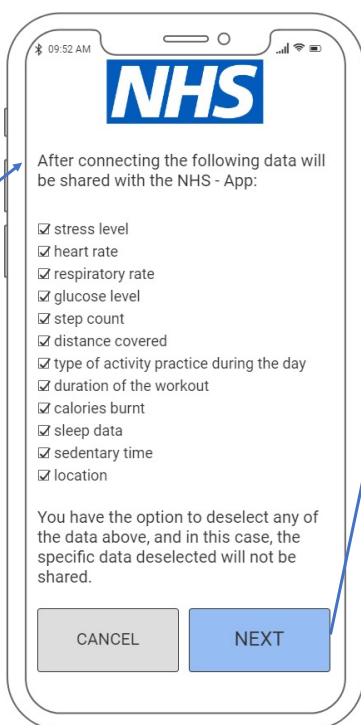 09:52 AM
NHS
After connecting the following data will
be shared with the NHS - App:
stress level
heart rate
respiratory rate
glucose level
step count
distance covered
type of activity practice during the day
duration of the workout
calories burnt
sleep data
sedentary time
location
You have the option to deselect any of
the data above, and in this case, the
specific data deselected will not be
shared.
CANCEL
NEXT